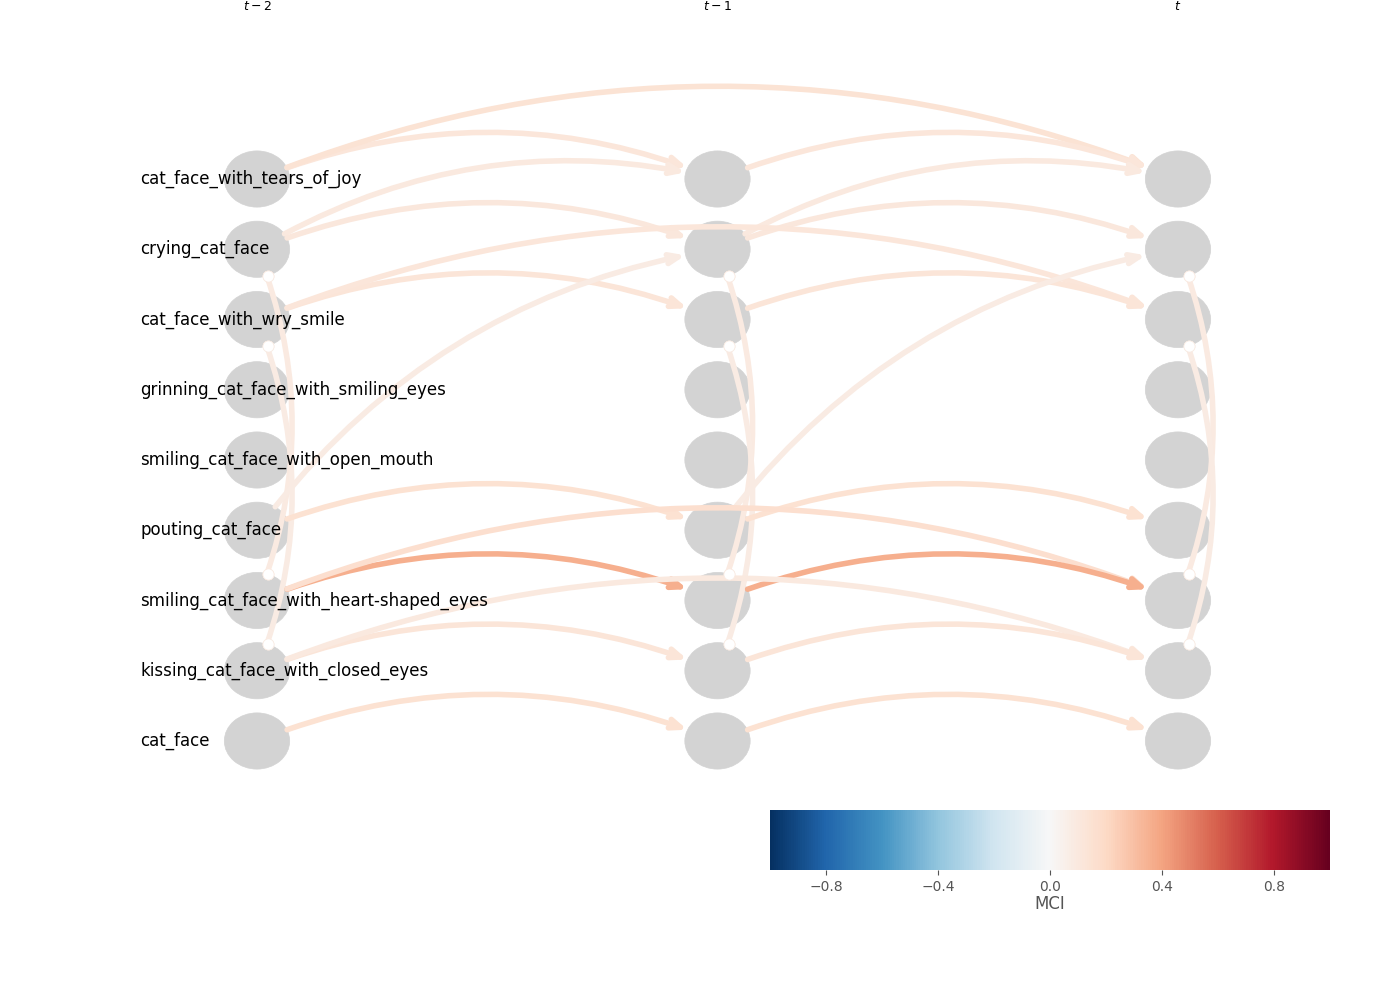 t − 2 t − 1 t
cat_face_with_tears_of_joy
crying_cat_face
cat_face_with_wry_smile
grinning_cat_face_with_smiling_eyes
smiling_cat_face_with_open_mouth
pouting_cat_face
smiling_cat_face_with_heart-shaped_eyes
kissing_cat_face_with_closed_eyes
cat_face
−0.8 −0.4 0.0 0.4 0.8
MCI